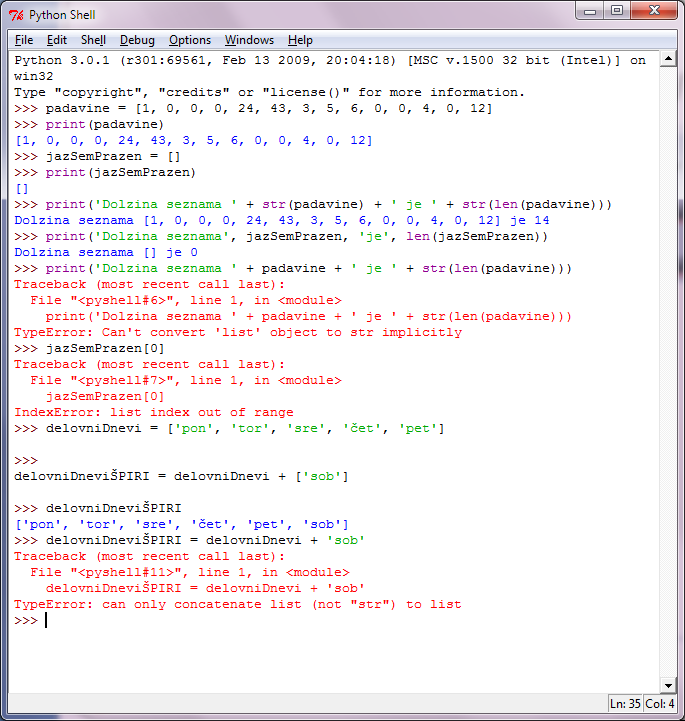 Python Shell
File Edit Shell Debug Options Windows Help
Python 3.0.1 (r301:69561, Feb 13 2009, 20:04:18) [MSC v.1500 32 bit (Intel)] on
win32
Type "copyright", "credits" or "license()" for more information.
>>> padavine = [1, 0, 0, 0, 24, 43, 3, 5, 6, 0, 0, 4, 0, 12]
>>> print(padavine)
[1, 0, 0, 0, 24, 43, 3, 5, 6, 0, 0, 4, 0, 12]
>>> jazSemPrazen = []
>>> print(jazSemPrazen)
[]
>>> print('Dolzina seznama ' + str(padavine) + ' je ' + str(len(padavine)))
Dolzina seznama [1, 0, 0, 0, 24, 43, 3, 5, 6, 0, 0, 4, 0, 12] je 14
>>> print('Dolzina seznama', jazSemPrazen, 'je', len(jazSemPrazen))
Dolzina seznama [] je 0
>>> print('Dolzina seznama ' + padavine + ' je ' + str(len(padavine)))
Traceback (most recent call last):
  File "<pyshell#6>", line 1, in <module>
    print('Dolzina seznama ' + padavine + ' je ' + str(len(padavine)))
TypeError: Can't convert 'list' object to str implicitly
>>> jazSemPrazen[0]
Traceback (most recent call last):
  File "<pyshell#7>", line 1, in <module>
    jazSemPrazen[0]
IndexError: list index out of range
>>> delovniDnevi = ['pon', 'tor', 'sre', 'čet', 'pet']
>>>
delovniDneviŠPIRI = delovniDnevi + ['sob']
>>> delovniDneviŠPIRI
['pon', 'tor', 'sre', 'čet', 'pet', 'sob']
>>> delovniDneviŠPIRI = delovniDnevi + 'sob'
Traceback (most recent call last):
  File "<pyshell#11>", line 1, in <module>
    delovniDneviŠPIRI = delovniDnevi + 'sob'
TypeError: can only concatenate list (not "str") to list
>>>
Ln: 35 Col: 4